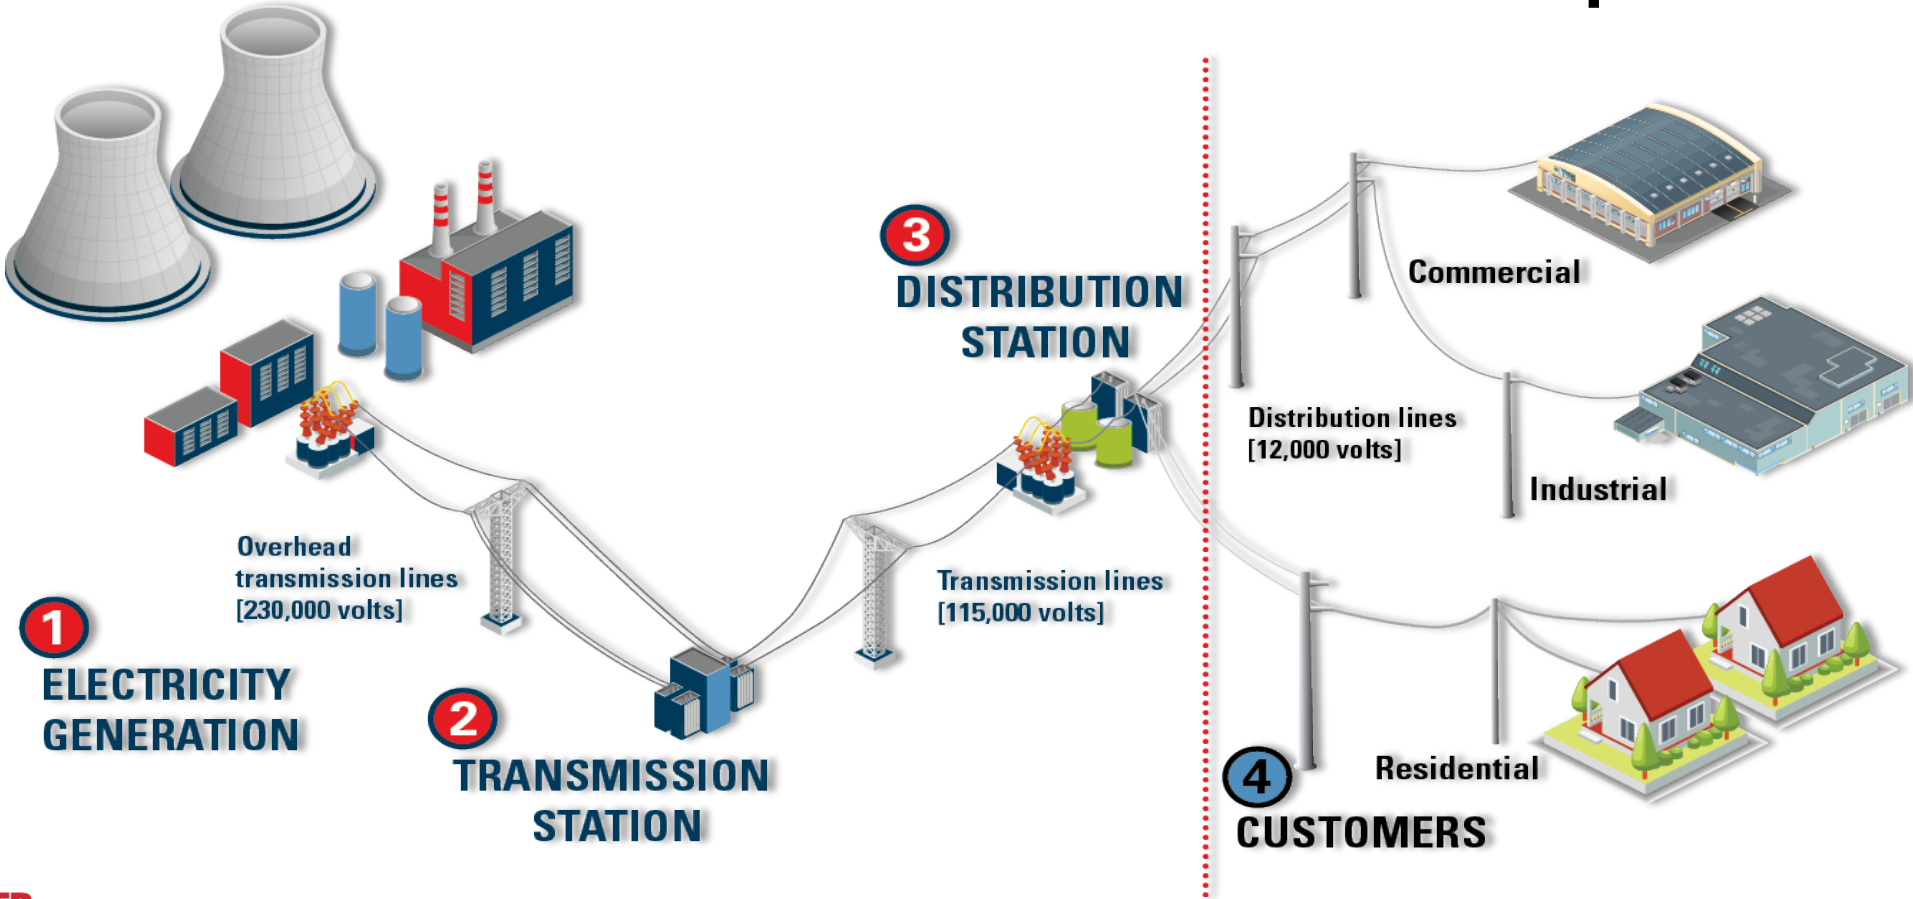 1
ELECTRICITY
GENERATION
Overhead
transmission lines
[230,000 volts]
2
TRANSMISSION
STATION
Transmission lines
[115,000 volts]
3
DISTRIBUTION
STATION
Distribution lines
[12,000 volts]
Commercial
Industrial
Residential
4
CUSTOMERS